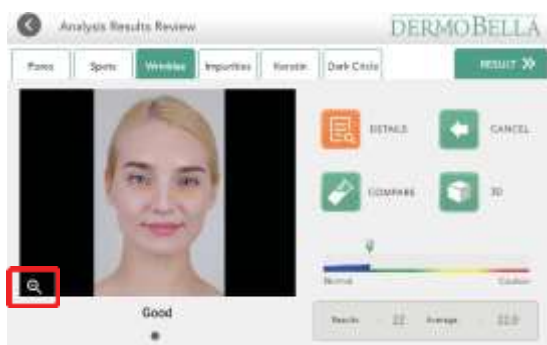 Analysis Results Review
DERMOBELLA
Pores
Spots
Wrinkles
Impurities
Keratin
Dark Circle
RESULT
DETAILS
CANCEL
COMPARE
3D
Normal
Caution
Good
Results
22
Average